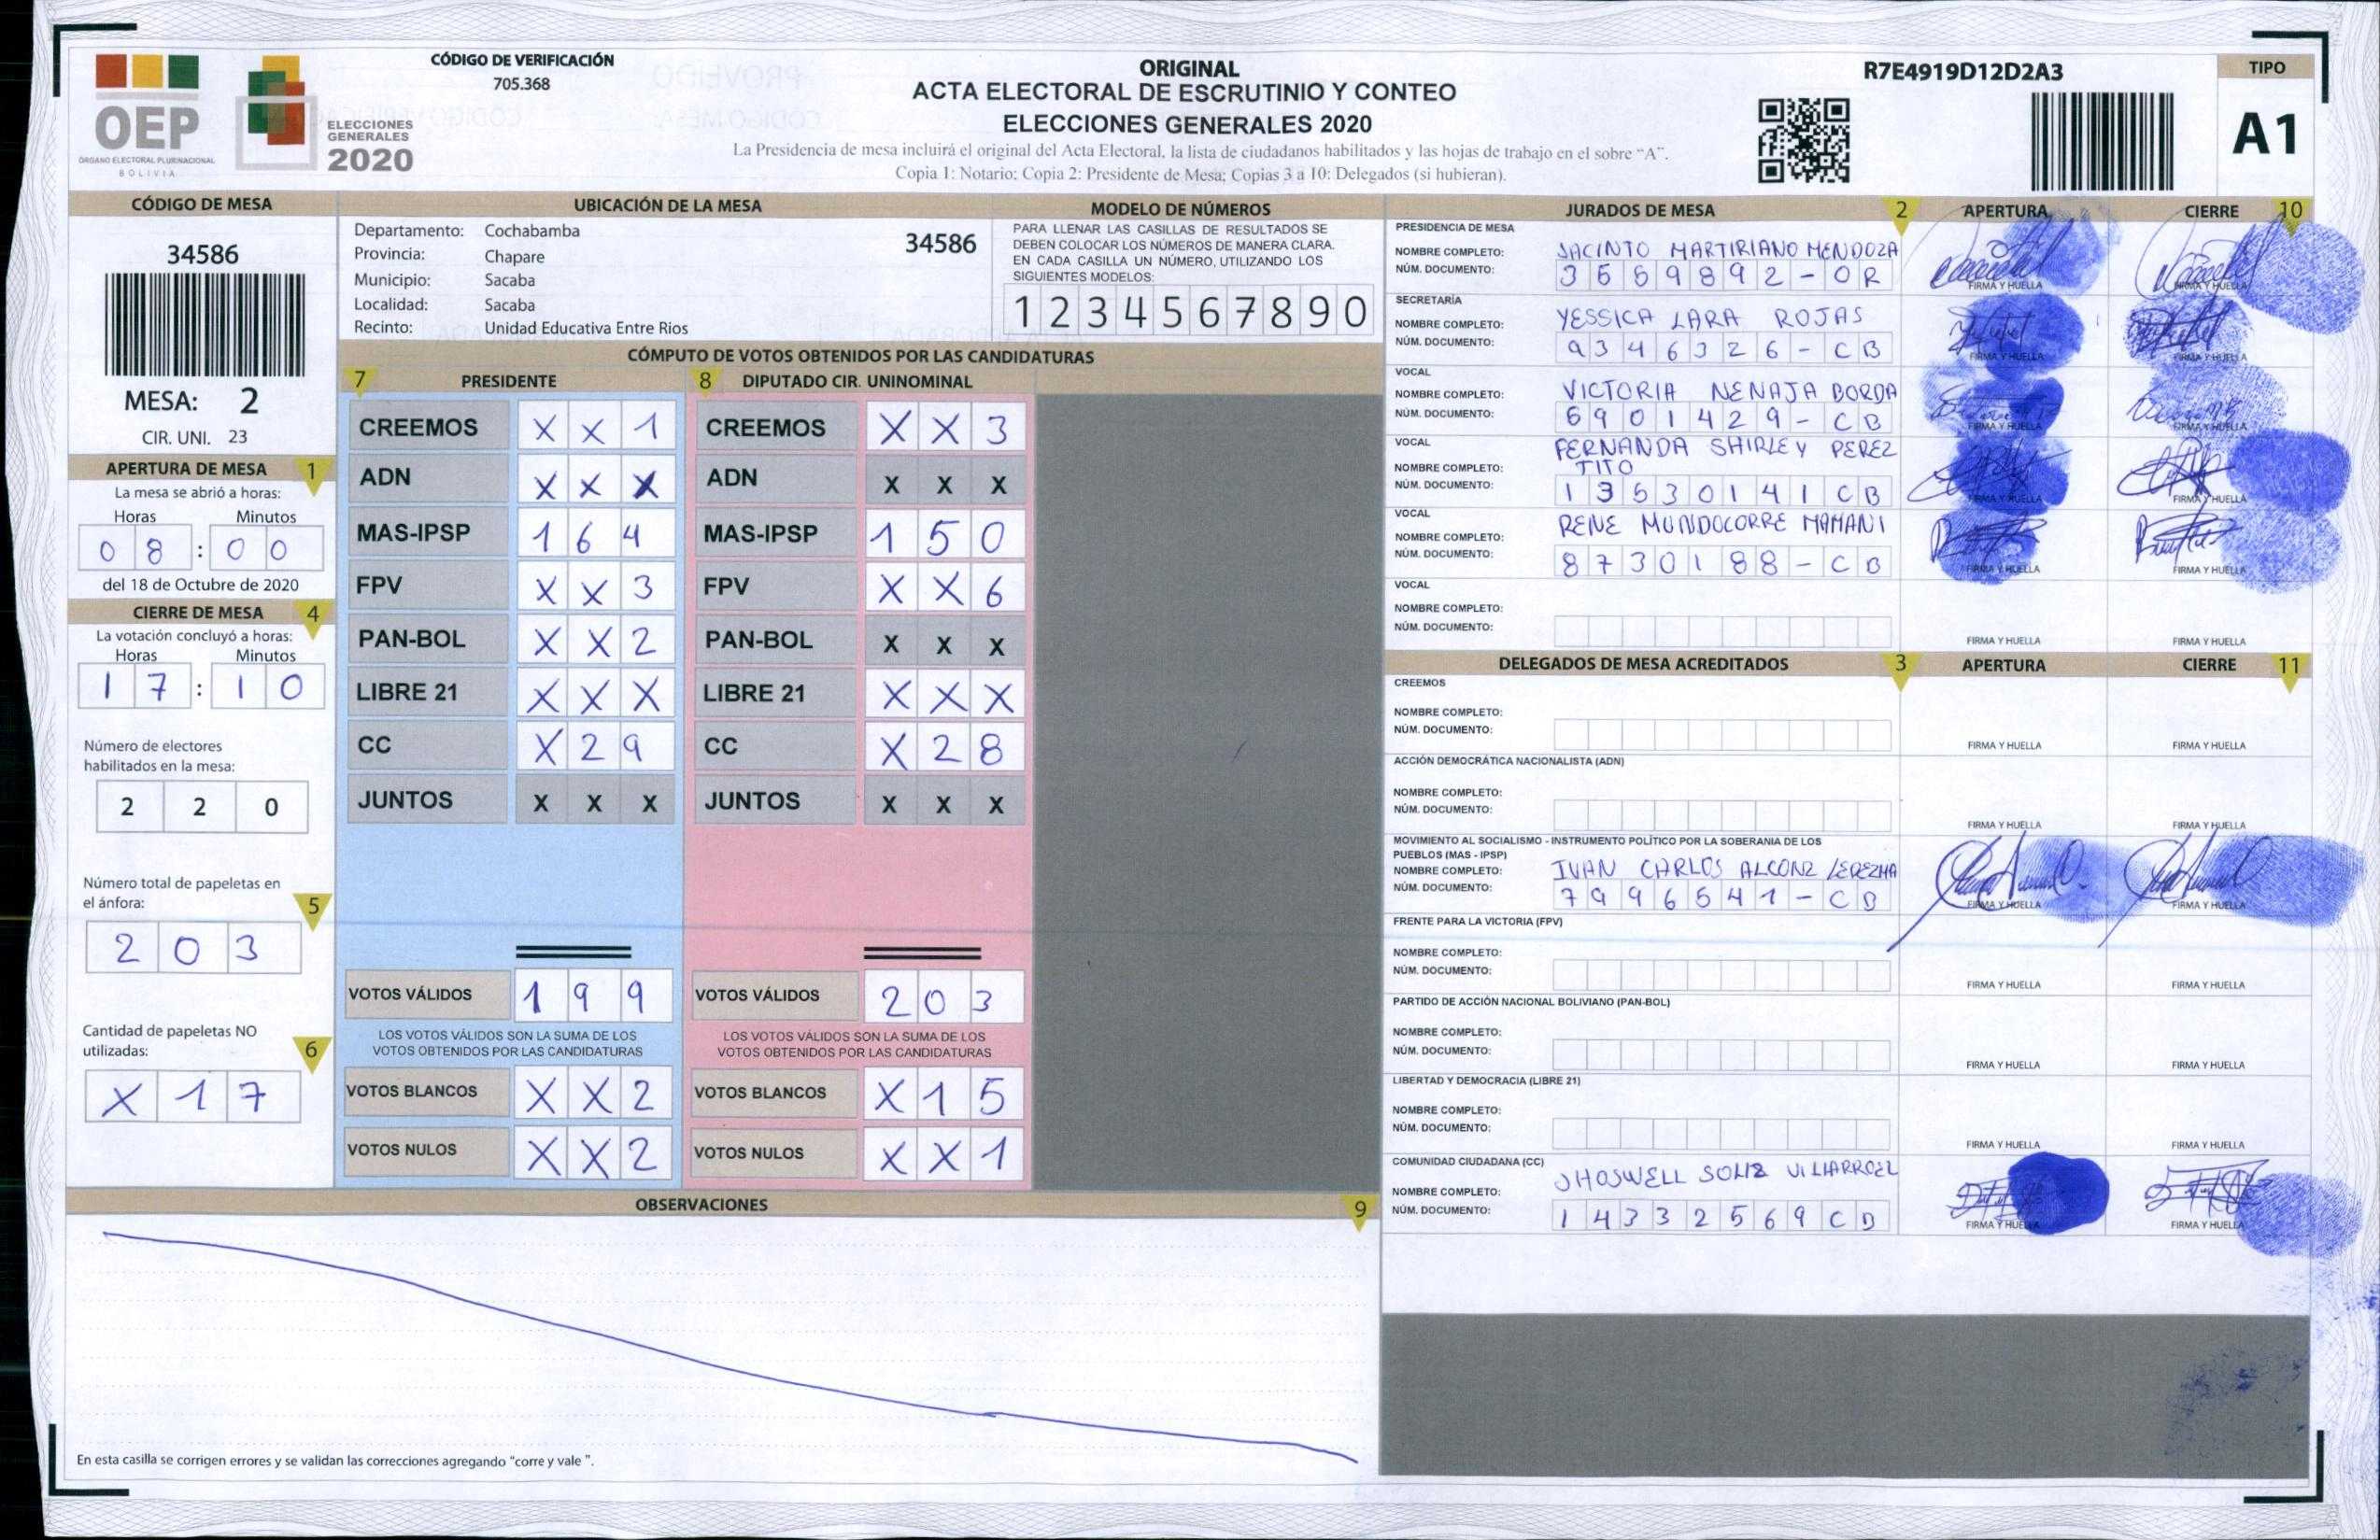 OEP
ÓRGANO ELECTORAL PLURINACIONAL
BOLIVIA
ELECCIONES
GENERALES
2020
CÓDIGO DE VERIFICACIÓN
705.368
ORIGINAL
ACTA ELECTORAL DE ESCRUTINIO Y CONTEO
ELECCIONES GENERALES 2020
La Presidencia de mesa incluirá el original del Acta Electoral, la lista de ciudadanos habilitados y las hojas de trabajo en el sobre “A”.
Copia 1: Notario; Copia 2: Presidente de Mesa; Copias 3 a 10: Delegados (si hubieran).
R7E4919D12D2A3
TIPO
A1
CÓDIGO DE MESA
34586
MESA: 2
CIR. UNI. 23
APERTURA DE MESA 1
La mesa se abrió a horas:
Horas Minutos
0 8 : 0 0
del 18 de Octubre de 2020
CIERRE DE MESA 4
La votación concluyó a horas:
Horas Minutos
1 7 : 1 0
Número de electores
habilitados en la mesa:
2 2 0
Número total de papeletas en
el ánfora: 5
2 0 3
Cantidad de papeletas NO
utilizadas: 6
X 1 7
UBICACIÓN DE LA MESA
Departamento: Cochabamba
Provincia: Chapare
Municipio: Sacaba
Localidad: Sacaba
Recinto: Unidad Educativa Entre Rios
34586
MODELO DE NÚMEROS
PARA LLENAR LAS CASILLAS DE RESULTADOS SE
DEBEN COLOCAR LOS NÚMEROS DE MANERA CLARA.
EN CADA CASILLA UN NÚMERO, UTILIZANDO LOS
SIGUIENTES MODELOS:
1 2 3 4 5 6 7 8 9 0
CÓMPUTO DE VOTOS OBTENIDOS POR LAS CANDIDATURAS
7 PRESIDENTE
CREEMOS X X 1
ADN X X X
MAS-IPSP 1 6 4
FPV X X 3
PAN-BOL X X 2
LIBRE 21 X X X
CC X 2 9
JUNTOS X X X
VOTOS VÁLIDOS 1 9 9
LOS VOTOS VÁLIDOS SON LA SUMA DE LOS
VOTOS OBTENIDOS POR LAS CANDIDATURAS
VOTOS BLANCOS X X 2
VOTOS NULOS X X 2
8 DIPUTADO CIR. UNINOMINAL
CREEMOS X X 3
ADN X X X
MAS-IPSP 1 5 0
FPV X X 6
PAN-BOL X X X
LIBRE 21 X X X
CC X 2 8
JUNTOS X X X
VOTOS VÁLIDOS 2 0 3
LOS VOTOS VÁLIDOS SON LA SUMA DE LOS
VOTOS OBTENIDOS POR LAS CANDIDATURAS
VOTOS BLANCOS X 1 5
VOTOS NULOS X X 1
OBSERVACIONES 9
En esta casilla se corrigen errores y se validan las correcciones agregando “corre y vale ”.
JURADOS DE MESA 2 APERTURA CIERRE 10
PRESIDENCIA DE MESA
NOMBRE COMPLETO: JACINTO MARTIRIANO MENDOZA
NÚM. DOCUMENTO: 3 5 5 9 8 9 2 - O R
FIRMA Y HUELLA FIRMA Y HUELLA
SECRETARÍA
NOMBRE COMPLETO: YESSICA LARA ROJAS
NÚM. DOCUMENTO: 9 3 4 6 3 2 6 - C B
FIRMA Y HUELLA FIRMA Y HUELLA
VOCAL
NOMBRE COMPLETO: VICTORIA NENAJA BORDA
NÚM. DOCUMENTO: 6 9 0 1 4 2 9 - C B
FIRMA Y HUELLA FIRMA Y HUELLA
VOCAL
FERNANDA SHIRLEY PEREZ
NOMBRE COMPLETO: TITO
NÚM. DOCUMENTO: 1 3 5 3 0 1 4 1 C B
FIRMA Y HUELLA FIRMA Y HUELLA
VOCAL
NOMBRE COMPLETO: RENE MUNDOCORRE MAMANI
NÚM. DOCUMENTO: 8 7 3 0 1 8 8 - C B
FIRMA Y HUELLA FIRMA Y HUELLA
VOCAL
NOMBRE COMPLETO:
NÚM. DOCUMENTO:
FIRMA Y HUELLA FIRMA Y HUELLA
DELEGADOS DE MESA ACREDITADOS 3 APERTURA CIERRE 11
CREEMOS
NOMBRE COMPLETO:
NÚM. DOCUMENTO:
FIRMA Y HUELLA FIRMA Y HUELLA
ACCIÓN DEMOCRÁTICA NACIONALISTA (ADN)
NOMBRE COMPLETO:
NÚM. DOCUMENTO:
FIRMA Y HUELLA FIRMA Y HUELLA
MOVIMIENTO AL SOCIALISMO - INSTRUMENTO POLÍTICO POR LA SOBERANIA DE LOS
PUEBLOS (MAS - IPSP)
NOMBRE COMPLETO: IVAN CARLOS ALCONZ
NÚM. DOCUMENTO: 7 9 9 6 5 4 1 - C B
FIRMA Y HUELLA FIRMA Y HUELLA
FRENTE PARA LA VICTORIA (FPV)
NOMBRE COMPLETO:
NÚM. DOCUMENTO:
FIRMA Y HUELLA FIRMA Y HUELLA
PARTIDO DE ACCIÓN NACIONAL BOLIVIANO (PAN-BOL)
NOMBRE COMPLETO:
NÚM. DOCUMENTO:
FIRMA Y HUELLA FIRMA Y HUELLA
LIBERTAD Y DEMOCRACIA (LIBRE 21)
NOMBRE COMPLETO:
NÚM. DOCUMENTO:
FIRMA Y HUELLA FIRMA Y HUELLA
COMUNIDAD CIUDADANA (CC)
NOMBRE COMPLETO: JHOSWELL SOLIZ VILLARROEL
NÚM. DOCUMENTO: 1 4 3 3 2 5 6 9 C B
FIRMA Y HUELLA FIRMA Y HUELLA